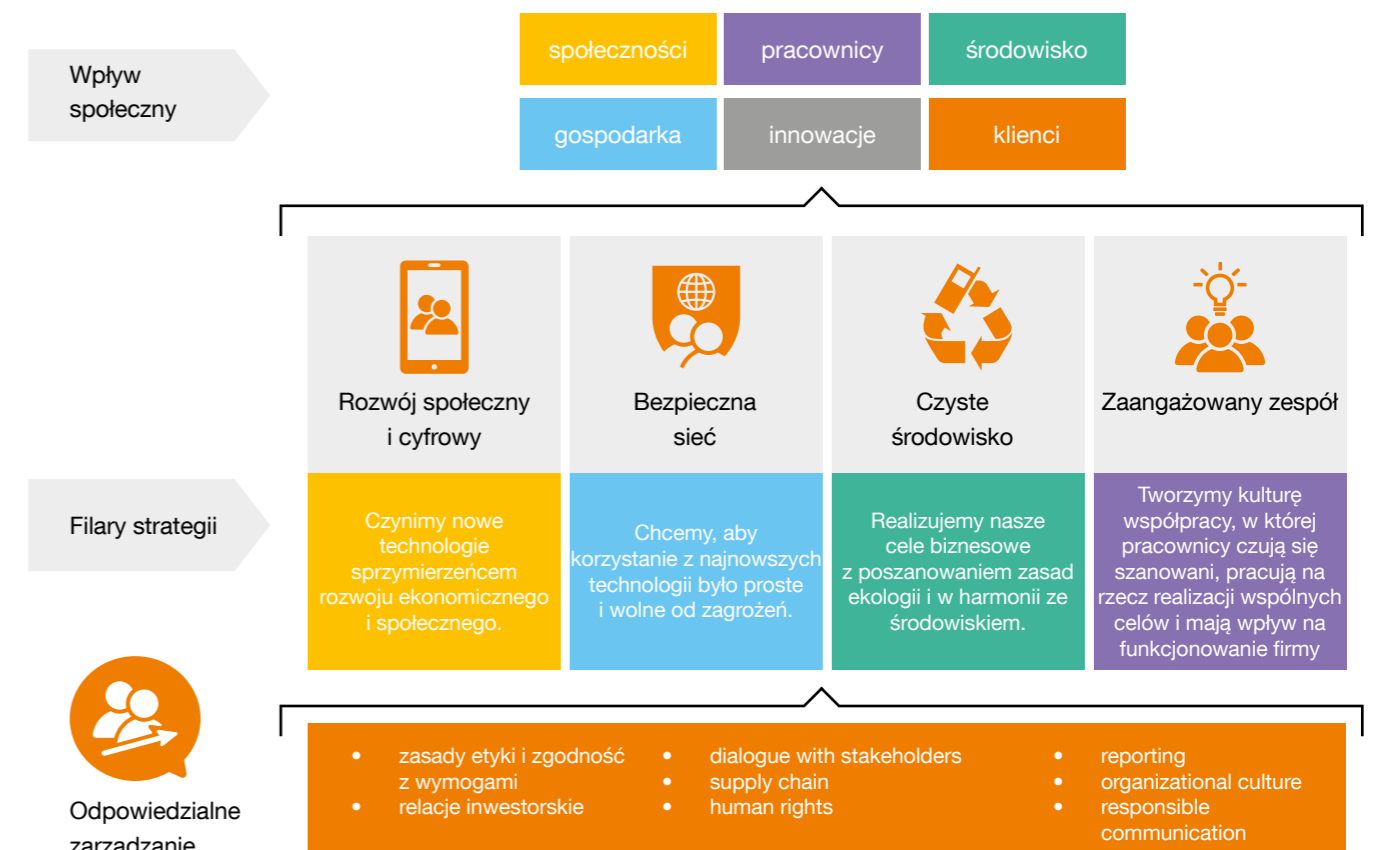 Wpływ
społeczny
społeczności
pracownicy
środowisko
gospodarka
innowacje
klienci
Rozwój społeczny
i cyfrowy
Bezpieczna
sieć
Czyste
środowisko
Zaangażowany zespół
Filary strategii
Czynimy nowe
technologie
sprzymierzeńcem
rozwoju ekonomicznego
i społecznego.
Chcemy, aby
korzystanie z najnowszych
technologii było proste
i wolne od zagrożeń.
Realizujemy nasze
cele biznesowe
z poszanowaniem zasad
ekologii i w harmonii ze
środowiskiem.
Tworzymy kulturę
współpracy, w której
pracownicy czują się
szanowani, pracują na
rzecz realizacji wspólnych
celów i mają wpływ na
funkcjonowanie firmy
Odpowiedzialne
zarządzanie
• zasady etyki i zgodność
z wymogami
• relacje inwestorskie
• dialogue with stakeholders
• supply chain
• human rights
• reporting
• organizational culture
• responsible
communication